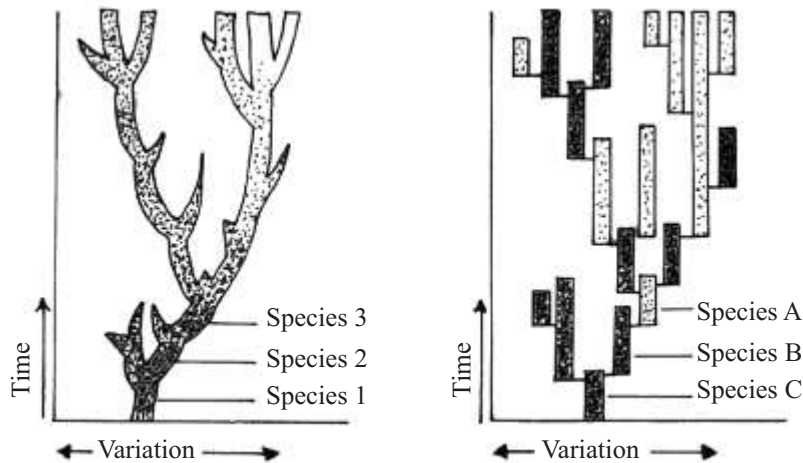 Species 3
Species 2
Species 1
Time
Variation
Species A
Species B
Species C
Time
Variation